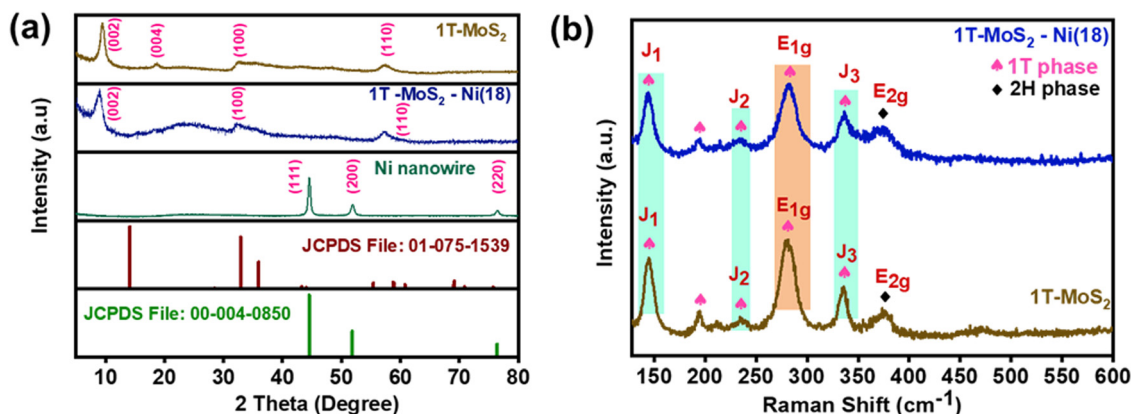 (a)
Intensity (a.u)
(002)
(004)
(100)
(110)
1T-MoS2
(002)
(100)
(110)
1T -MoS2 - Ni(18)
(111)
(200)
(220)
Ni nanowire
JCPDS File: 01-075-1539
JCPDS File: 00-004-0850
10 20 30 40 50 60 70 80
2 Theta (Degree)
(b)
Intensity (a.u.)
1T-MoS2 - Ni(18)
♠ 1T phase
◆ 2H phase
J1
J2
E1g
J3
E2g
J1
J2
E1g
J3
E2g
1T-MoS2
150 200 250 300 350 400 450 500 550 600
Raman Shift (cm-1)